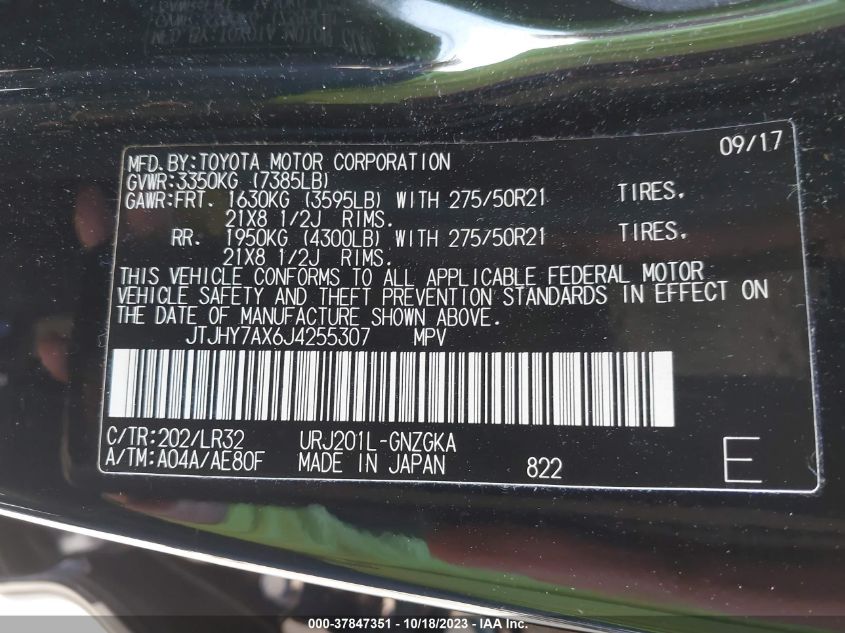 09/17
MFD.BY:TOYOTA MOTOR CORPORATION
GVWR:3350KG (7385LB)
GAWR:FRT. 1630KG (3595LB) WITH 275/50R21 TIRES.
21X8 1/2J RIMS.
RR. 1950KG (4300LB) WITH 275/50R21 TIRES.
21X8 1/2J RIMS.
THIS VEHICLE CONFORMS TO ALL APPLICABLE FEDERAL MOTOR
VEHICLE SAFETY AND THEFT PREVENTION STANDARDS IN EFFECT ON
THE DATE OF MANUFACTURE SHOWN ABOVE.
JTJHY7AX6J4255307 MPV
C/TR:202/LR32 URJ201L-GNZGKA
A/TM:A04A/AE80F MADE IN JAPAN 822 E
000-37847351 - 10/18/2023 - IAA Inc.